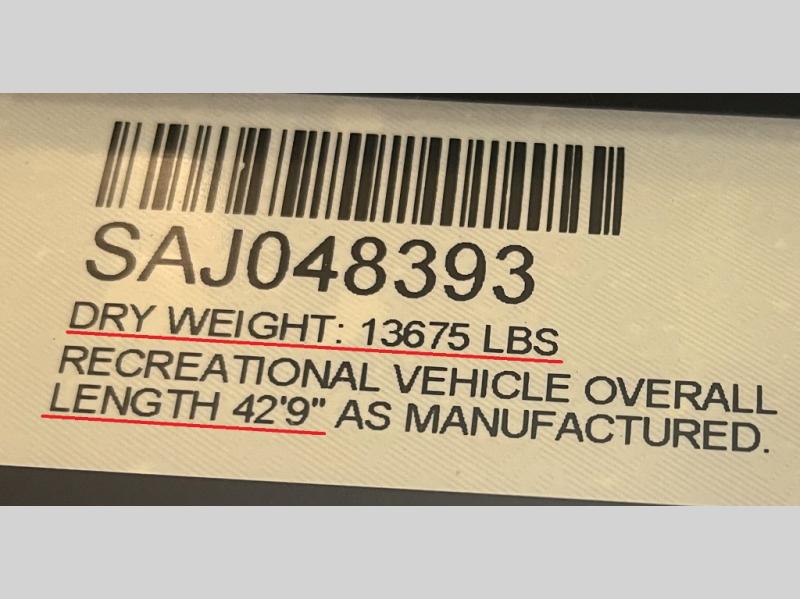 SAJ048393
DRY WEIGHT: 13675 LBS
RECREATIONAL VEHICLE OVERALL
LENGTH 42'9" AS MANUFACTURED.